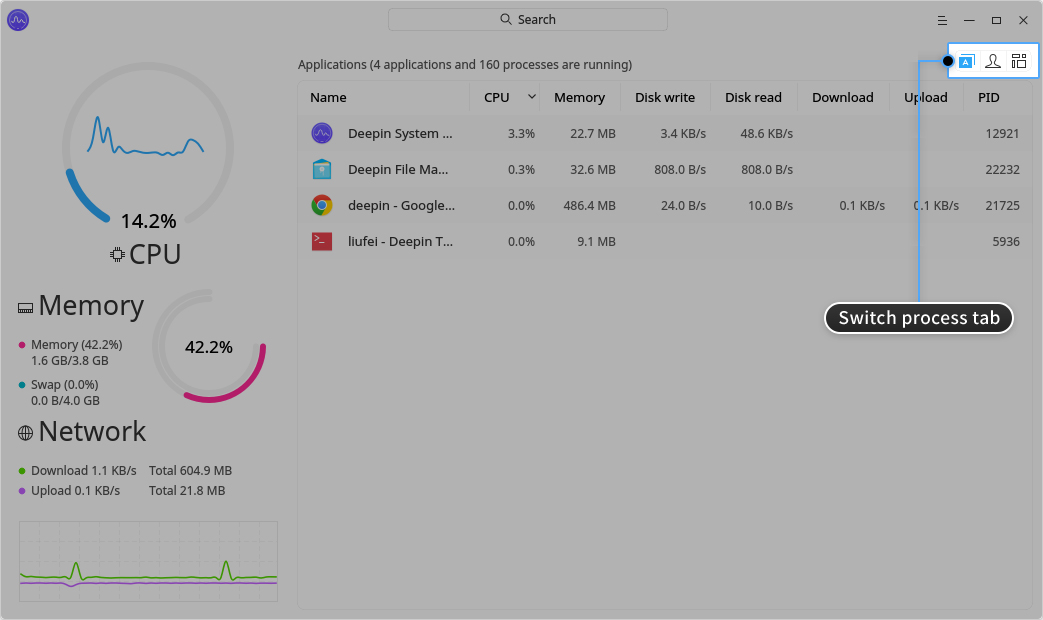 Search
Applications (4 applications and 160 processes are running)
Name CPU Memory Disk write Disk read Download Upload PID
Deepin System ... 3.3% 22.7 MB 3.4 KB/s 48.6 KB/s 12921
Deepin File Ma... 0.3% 32.6 MB 808.0 B/s 808.0 B/s 22232
deepin - Google... 0.0% 486.4 MB 24.0 B/s 10.0 B/s 0.1 KB/s 0.1 KB/s 21725
liufei - Deepin T... 0.0% 9.1 MB 5936
A
Switch process tab
14.2%
CPU
Memory
Memory (42.2%)
1.6 GB/3.8 GB
Swap (0.0%)
0.0 B/4.0 GB
42.2%
Network
Download 1.1 KB/s Total 604.9 MB
Upload 0.1 KB/s Total 21.8 MB